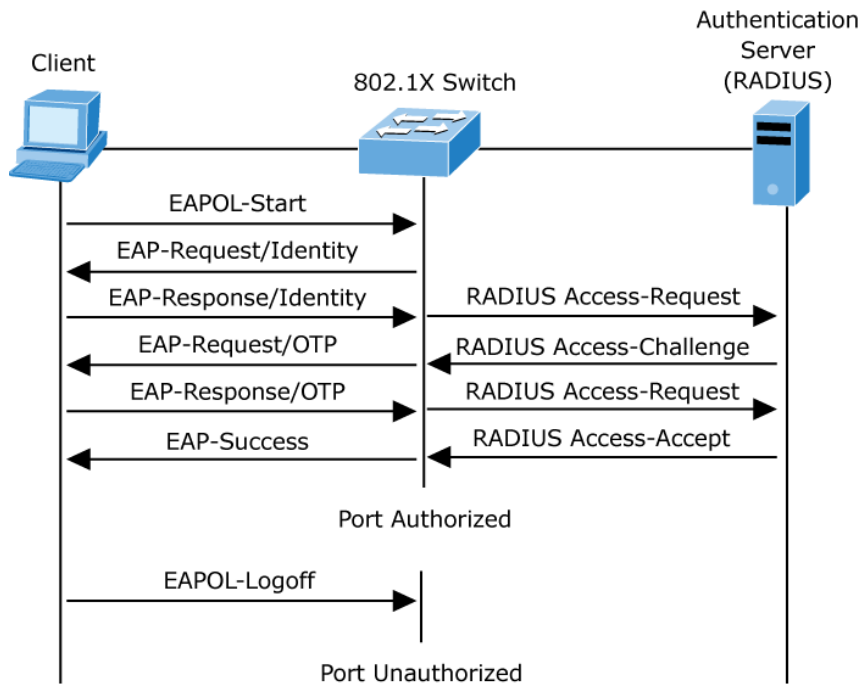 Authentication
Server
(RADIUS)
Client
802.1X Switch
EAPOL-Start
EAP-Request/Identity
EAP-Response/Identity
RADIUS Access-Request
EAP-Request/OTP
RADIUS Access-Challenge
EAP-Response/OTP
RADIUS Access-Request
EAP-Success
RADIUS Access-Accept
Port Authorized
EAPOL-Logoff
Port Unauthorized